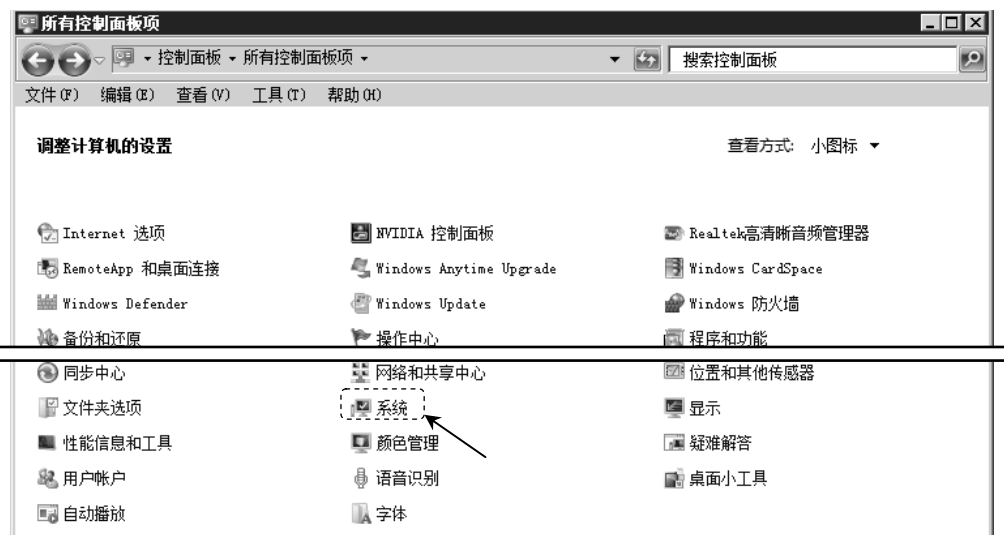 所有控制面板项
控制面板 所有控制面板项
搜索控制面板
文件(F) 编辑(E) 查看(V) 工具(T) 帮助(H)
调整计算机的设置
查看方式: 小图标
Internet 选项
NVIDIA 控制面板
Realtek高清晰音频管理器
RemoteApp 和桌面连接
Windows Anytime Upgrade
Windows CardSpace
Windows Defender
Windows Update
Windows 防火墙
备份和还原
操作中心
程序和功能
同步中心
网络和共享中心
位置和其他传感器
文件夹选项
系统
显示
性能信息和工具
颜色管理
疑难解答
用户帐户
语音识别
桌面小工具
自动播放
字体